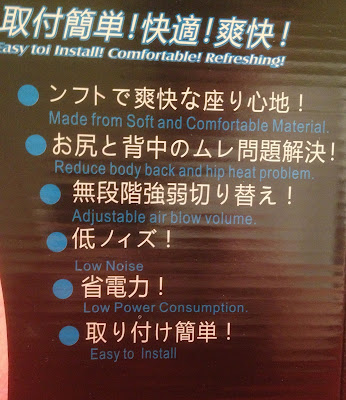 取付簡単!快適!爽快!
Easy toi Install! Comfortable! Refreshing!
ンフトで爽快な座り心地!
Made from Soft and Comfortable Material.
お尻と背中のムレ問題解決!
Reduce body back and hip heat problem.
無段階強弱切り替え!
Adjustable air blow volume.
低ノィズ!
Low Noise
省電力!
Low Power Consumption.
取り付け簡単!
Easy to Install